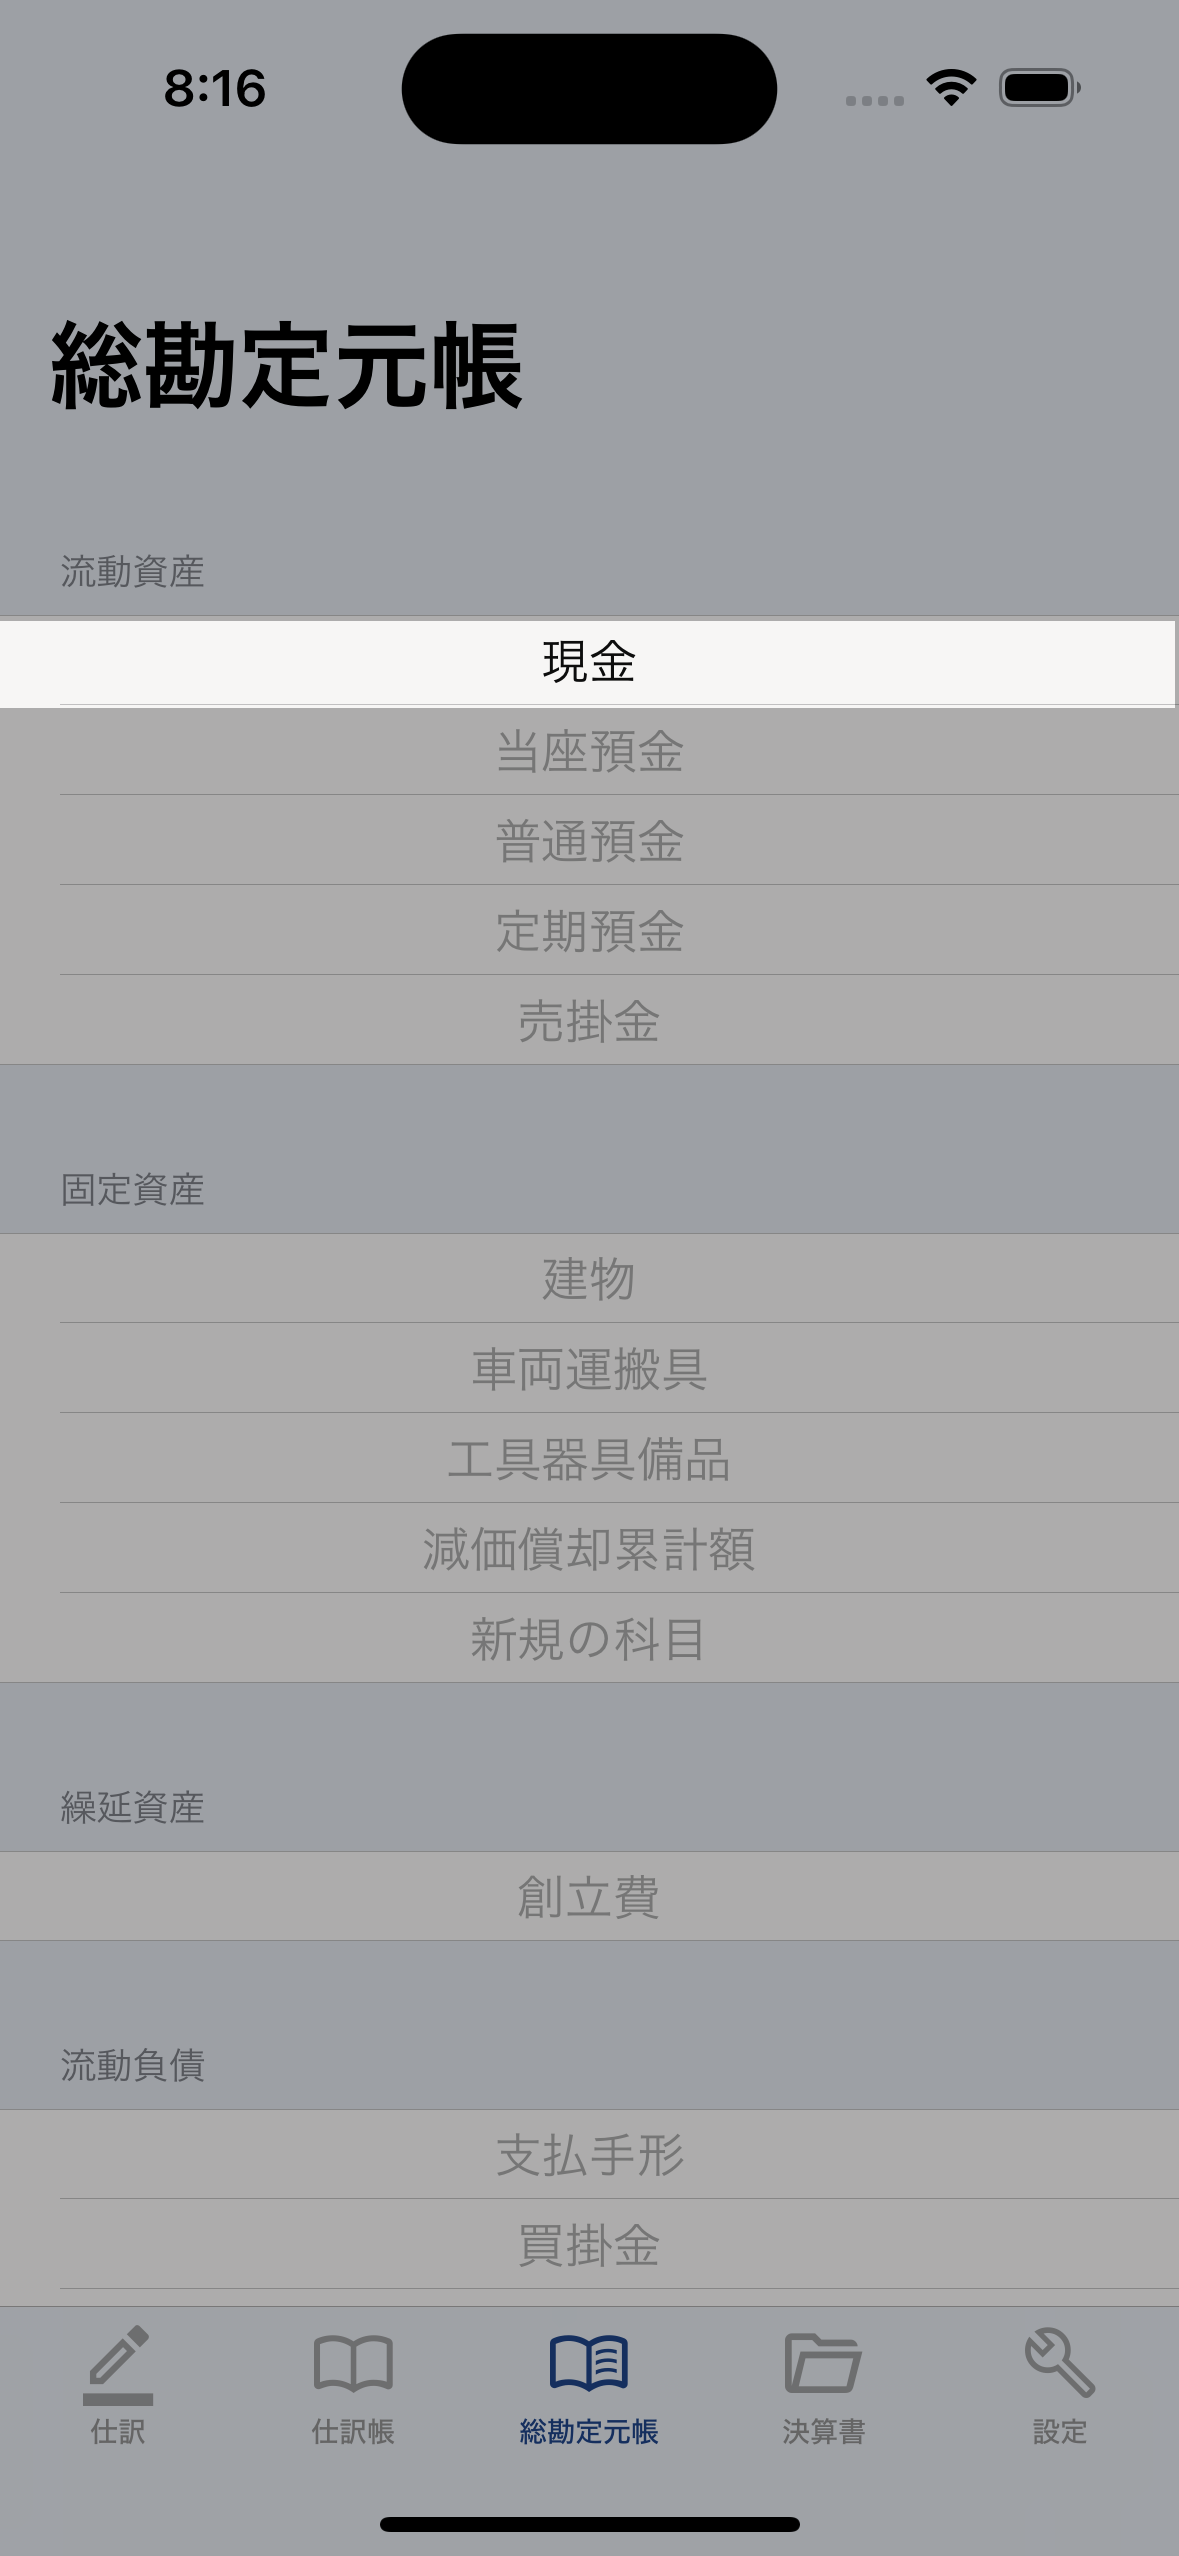 8:16
総勘定元帳
流動資産
現金
当座預金
普通預金
定期預金
売掛金
固定資産
建物
車両運搬具
工具器具備品
減価償却累計額
新規の科目
繰延資産
創立費
流動負債
支払手形
買掛金
仕訳
仕訳帳
総勘定元帳
決算書
設定